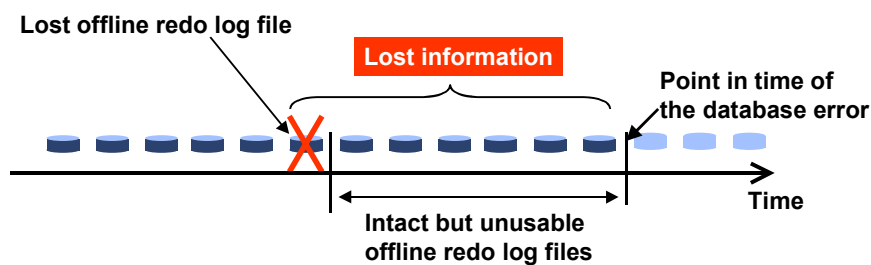 Lost offline redo log file
Lost information
Point in time of
the database error
Time
Intact but unusable
offline redo log files